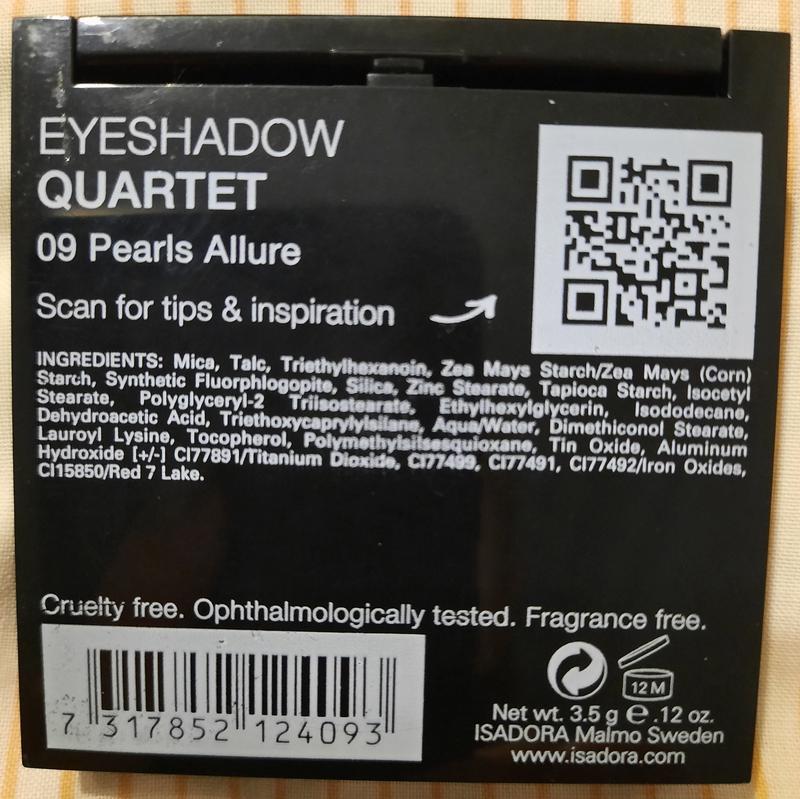 EYESHADOW
QUARTET
09 Pearls Allure
Scan for tips & inspiration
INGREDIENTS: Mica, Talc, Triethylhexanoin, Zea Mays Starch/Zea Mays (Corn)
Starch, Synthetic Fluorphlogopite, Silica, Zinc Stearate, Tapioca Starch, Isocetyl
Stearate, Polyglyceryl-2 Triisostearate, Ethylhexylglycerin, Isododecane,
Dehydroacetic Acid, Triethoxycaprylylsilane, Aqua/Water, Dimethiconol Stearate,
Lauroyl Lysine, Tocopherol, Polymethylsilsesquioxane, Tin Oxide, Aluminum
Hydroxide [+/-] CI77891/Titanium Dioxide, CI77499, CI77491, CI77492/Iron Oxides,
CI15850/Red 7 Lake.
Cruelty free. Ophthalmologically tested. Fragrance free.
7 317852 124093
12 M
Net wt. 3.5 g ℮ .12 oz.
ISADORA Malmo Sweden
www.isadora.com